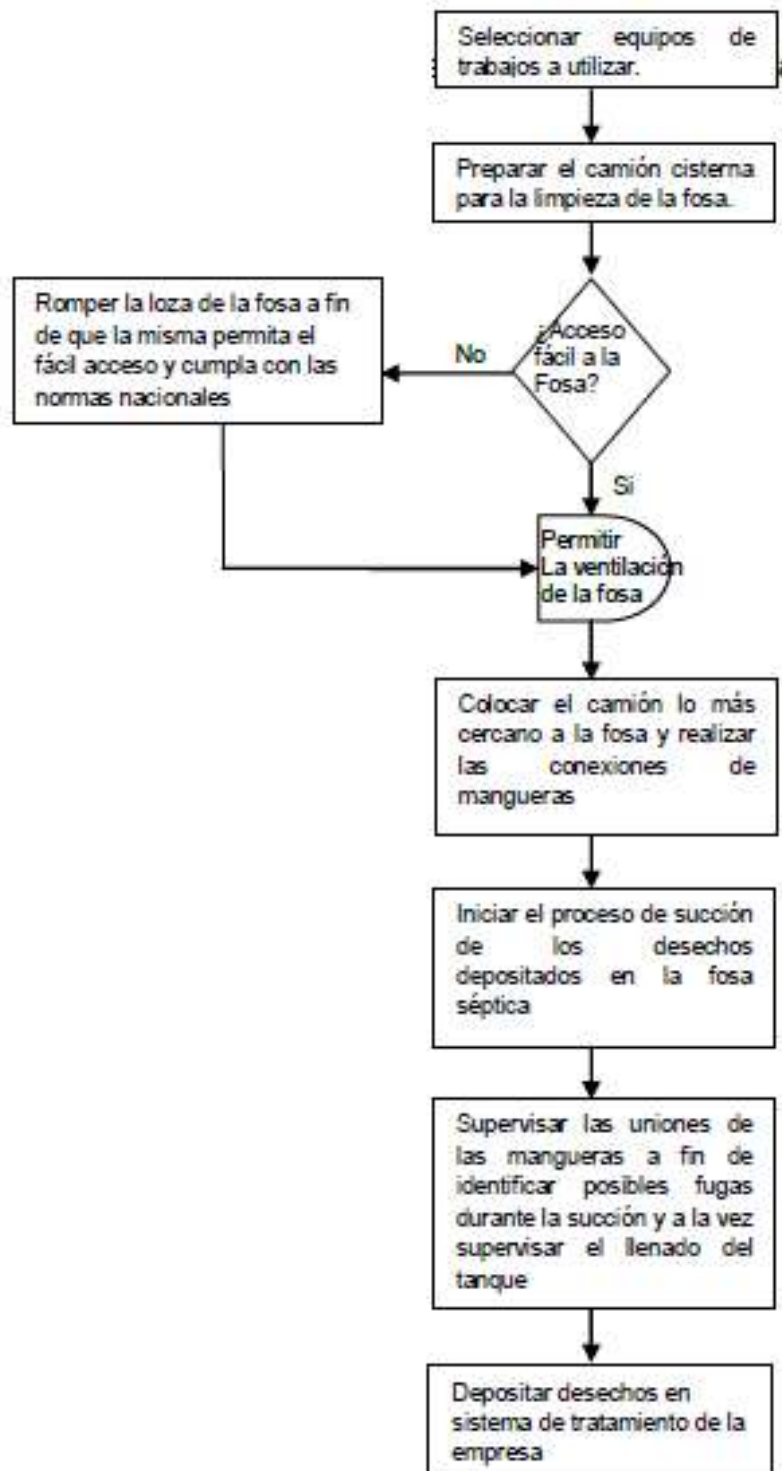 Seleccionar equipos de
trabajos a utilizar.
Preparar el camión cisterna
para la limpieza de la fosa.
¿Acceso
fácil a la
Fosa?
No
Romper la loza de la fosa a fin
de que la misma permita el
fácil acceso y cumpla con las
normas nacionales
Si
Permitir
La ventilación
de la fosa
Colocar el camión lo más
cercano a la fosa y realizar
las conexiones de
mangueras
Iniciar el proceso de succión
de los desechos
depositados en la fosa
séptica
Supervisar las uniones de
las mangueras a fin de
identificar posibles fugas
durante la succión y a la vez
supervisar el llenado del
tanque
Depositar desechos en
sistema de tratamiento de la
empresa